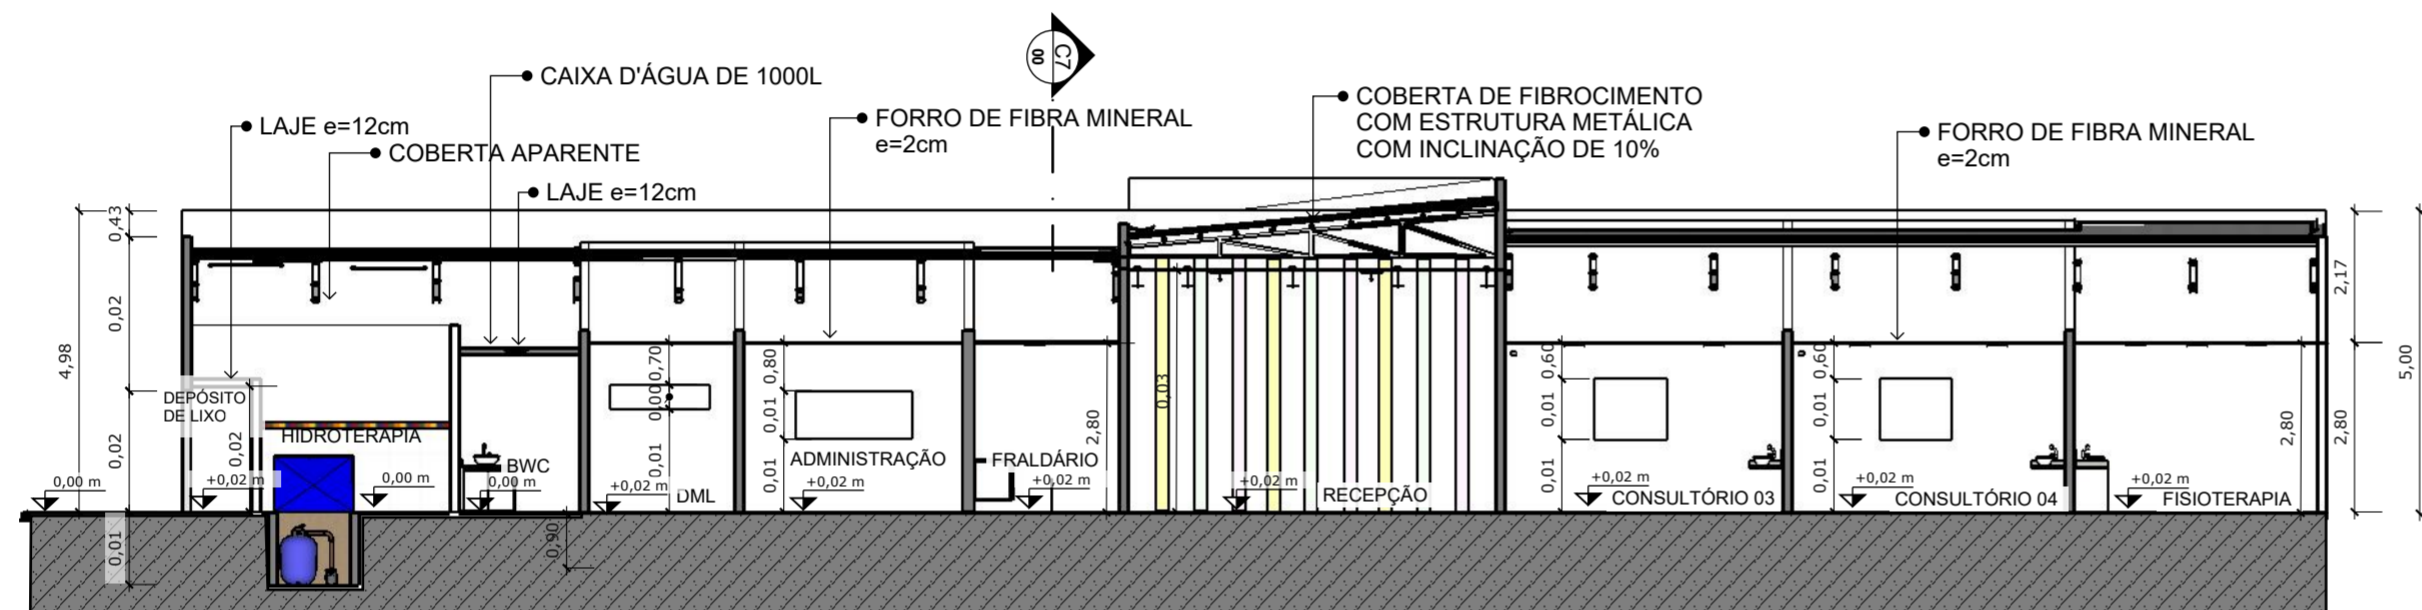 C7
00
CAIXA D'ÁGUA DE 1000L
COBERTA DE FIBROCIMENTO
COM ESTRUTURA METÁLICA
COM INCLINAÇÃO DE 10%
FORRO DE FIBRA MINERAL
e=2cm
LAJE e=12cm
FORRO DE FIBRA MINERAL
e=2cm
COBERTA APARENTE
LAJE e=12cm
0,43
0,02
4,98
0,02
0,01
2,17
5,00
2,80
2,80
DEPÓSITO
DE LIXO
0,02
HIDROTERAPIA
0,70
0,00
0,01
0,80
0,01
0,01
2,80
0,03
0,60
0,01
0,01
0,60
0,01
0,01
BWC
ADMINISTRAÇÃO
FRALDÁRIO
0,00 m
+0,02 m
0,00 m
0,00 m
+0,02 m
DML
+0,02 m
+0,02 m
+0,02 m
RECEPÇÃO
+0,02 m
CONSULTÓRIO 03
+0,02 m
CONSULTÓRIO 04
+0,02 m
FISIOTERAPIA
0,90